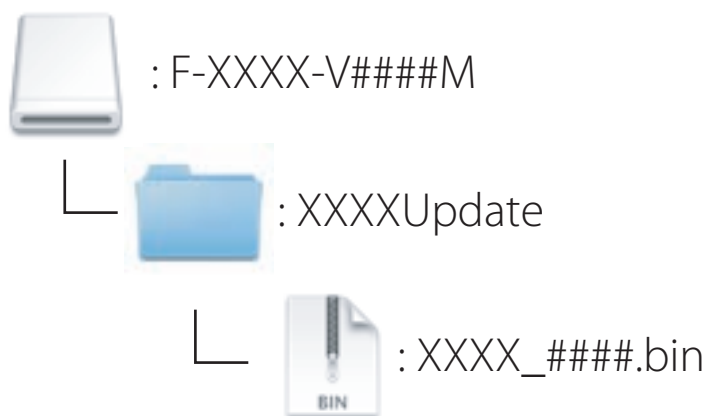 : F-XXXX-V####M
: XXXXUpdate
: XXXX_####.bin
BIN